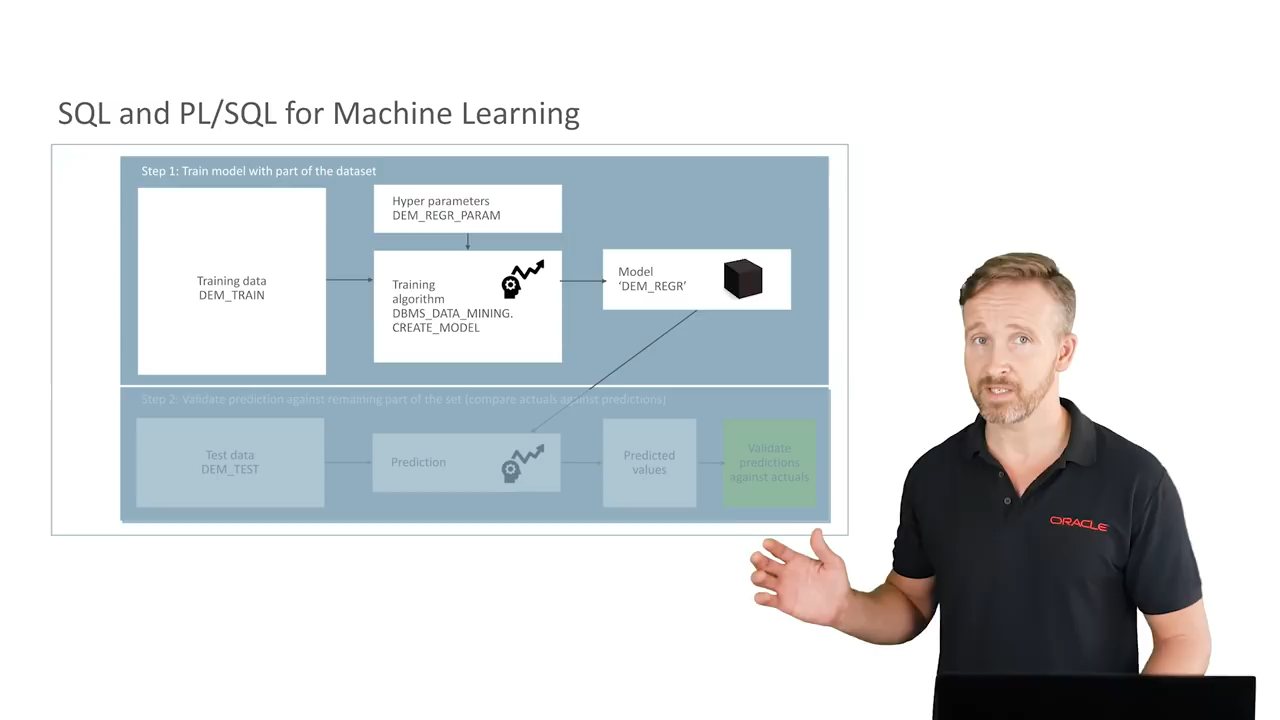 SQL and PL/SQL for Machine Learning
Step 1: Train model with part of the dataset
Training data
DEM_TRAIN
Hyper parameters
DEM_REGR_PARAM
Training
algorithm
DBMS_DATA_MINING.
CREATE_MODEL
Model
‘DEM_REGR’
Step 2: Validate prediction against remaining part of the set (compare actuals against predictions)
Test data
DEM_TEST
Prediction
Predicted
values
Validate
predictions
against actuals
ORACLE